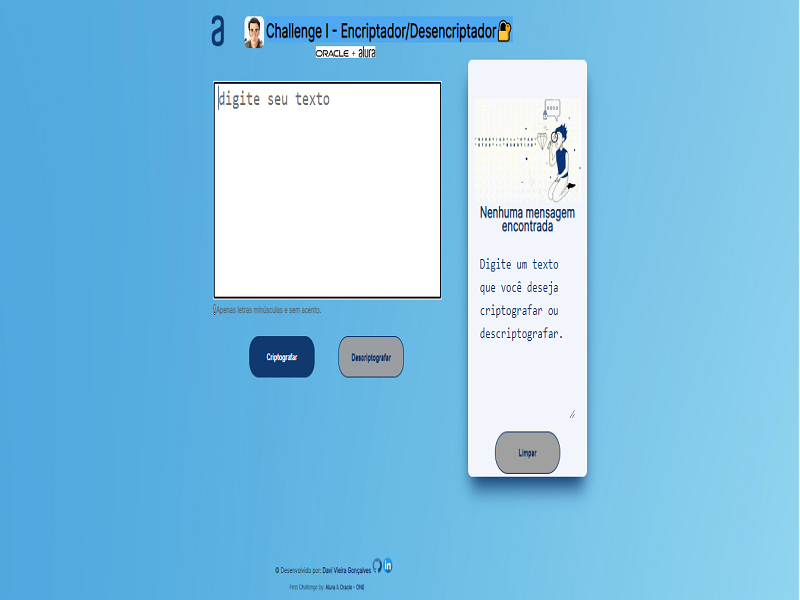 a
Challenge I - Encriptador/Desencriptador
ORACLE + alura
digite seu texto
Apenas letras minúsculas e sem acento.
Criptografar
Descriptografar
Nenhuma mensagem
encontrada
Digite um texto
que você deseja
criptografar ou
descriptografar.
Limpar
© Desenvolvido por: Davi Vieira Gonçalves in
First Challenge by: Alura & Oracle - ONE